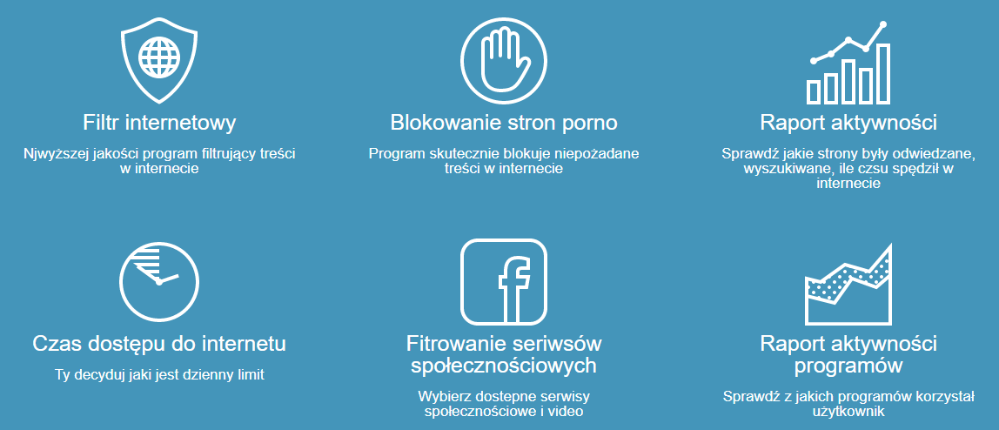 Filtr internetowy
Njwyższej jakości program filtrujący treści
w internecie
Blokowanie stron porno
Program skutecznie blokuje niepożądane
treści w internecie
Raport aktywności
Sprawdź jakie strony były odwiedzane,
wyszukiwane, ile czsu spędził w
internecie
Czas dostępu do internetu
Ty decyduj jaki jest dzienny limit
Fitrowanie seriwsów
społecznościowych
Wybierz dostepne serwisy
społecznościowe i video
Raport aktywności
programów
Sprawdź z jakich programów korzystał
użytkownik